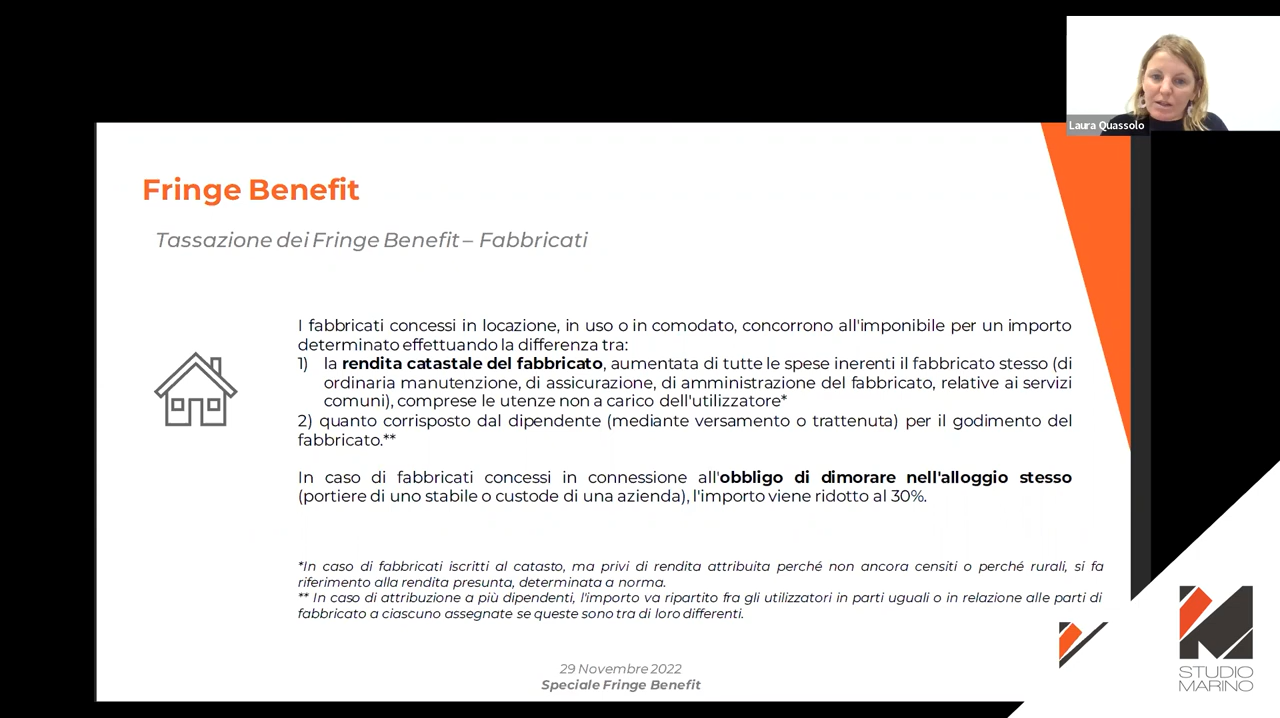 Laura Quassolo
Fringe Benefit
Tassazione dei Fringe Benefit – Fabbricati
I fabbricati concessi in locazione, in uso o in comodato, concorrono all'imponibile per un importo
determinato effettuando la differenza tra:
1) la rendita catastale del fabbricato, aumentata di tutte le spese inerenti il fabbricato stesso (di
ordinaria manutenzione, di assicurazione, di amministrazione del fabbricato, relative ai servizi
comuni), comprese le utenze non a carico dell'utilizzatore*
2) quanto corrisposto dal dipendente (mediante versamento o trattenuta) per il godimento del
fabbricato.**
In caso di fabbricati concessi in connessione all'obbligo di dimorare nell'alloggio stesso
(portiere di uno stabile o custode di una azienda), l'importo viene ridotto al 30%.
*In caso di fabbricati iscritti al catasto, ma privi di rendita attribuita perché non ancora censiti o perché rurali, si fa
riferimento alla rendita presunta, determinata a norma.
** In caso di attribuzione a più dipendenti, l'importo va ripartito fra gli utilizzatori in parti uguali o in relazione alle parti di
fabbricato a ciascuno assegnate se queste sono tra di loro differenti.
29 Novembre 2022
Speciale Fringe Benefit
STUDIO
MARINO